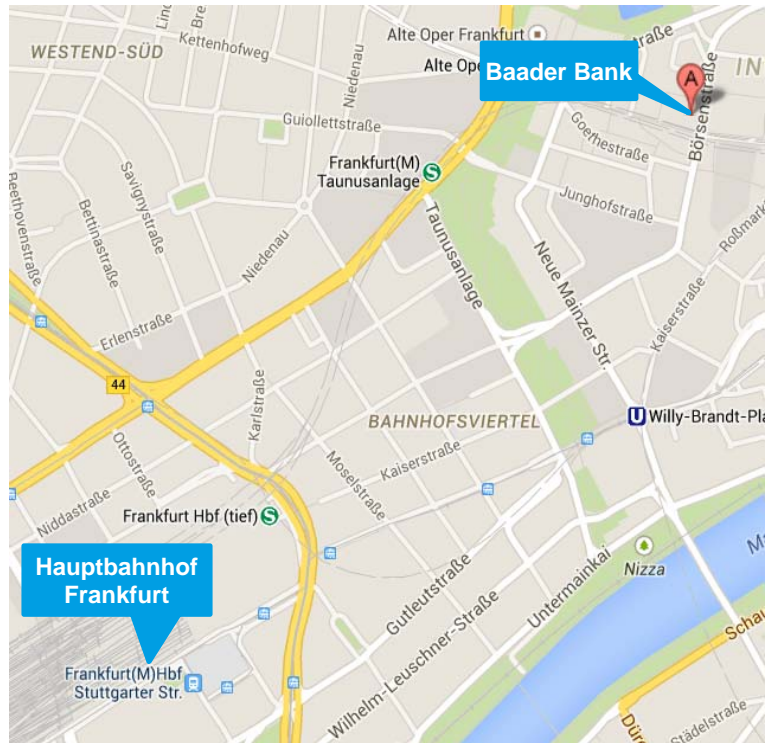 Alte Oper Frankfurt
Kettenhofweg
WESTEND-SÜD
Niedenau
Alte Ope
Baader Bank
A
Börsenstraße
Guiollettstraße
Goethestraße
Frankfurt(M)
Taunusanlage
Junghofstraße
Savignystraße
Bettinastraße
Beethovenstraße
Niedenau
Taunusanlage
Neue Mainzer Str.
Roßmarkt
Kaiserstraße
Erlenstraße
44
Karlstraße
BAHNHOFSVIERTEL
U Willy-Brandt-Pla
Ottostraße
Moselstraße
Kaiserstraße
Niddastraße
Frankfurt Hbf (tief) S
Hauptbahnhof
Frankfurt
Nizza
Untermainkai
Gutleutstraße
Wilhelm-Leuschner-Straße
Schau
Frankfurt(M)Hbf
Stuttgarter Str.
Städelstraße